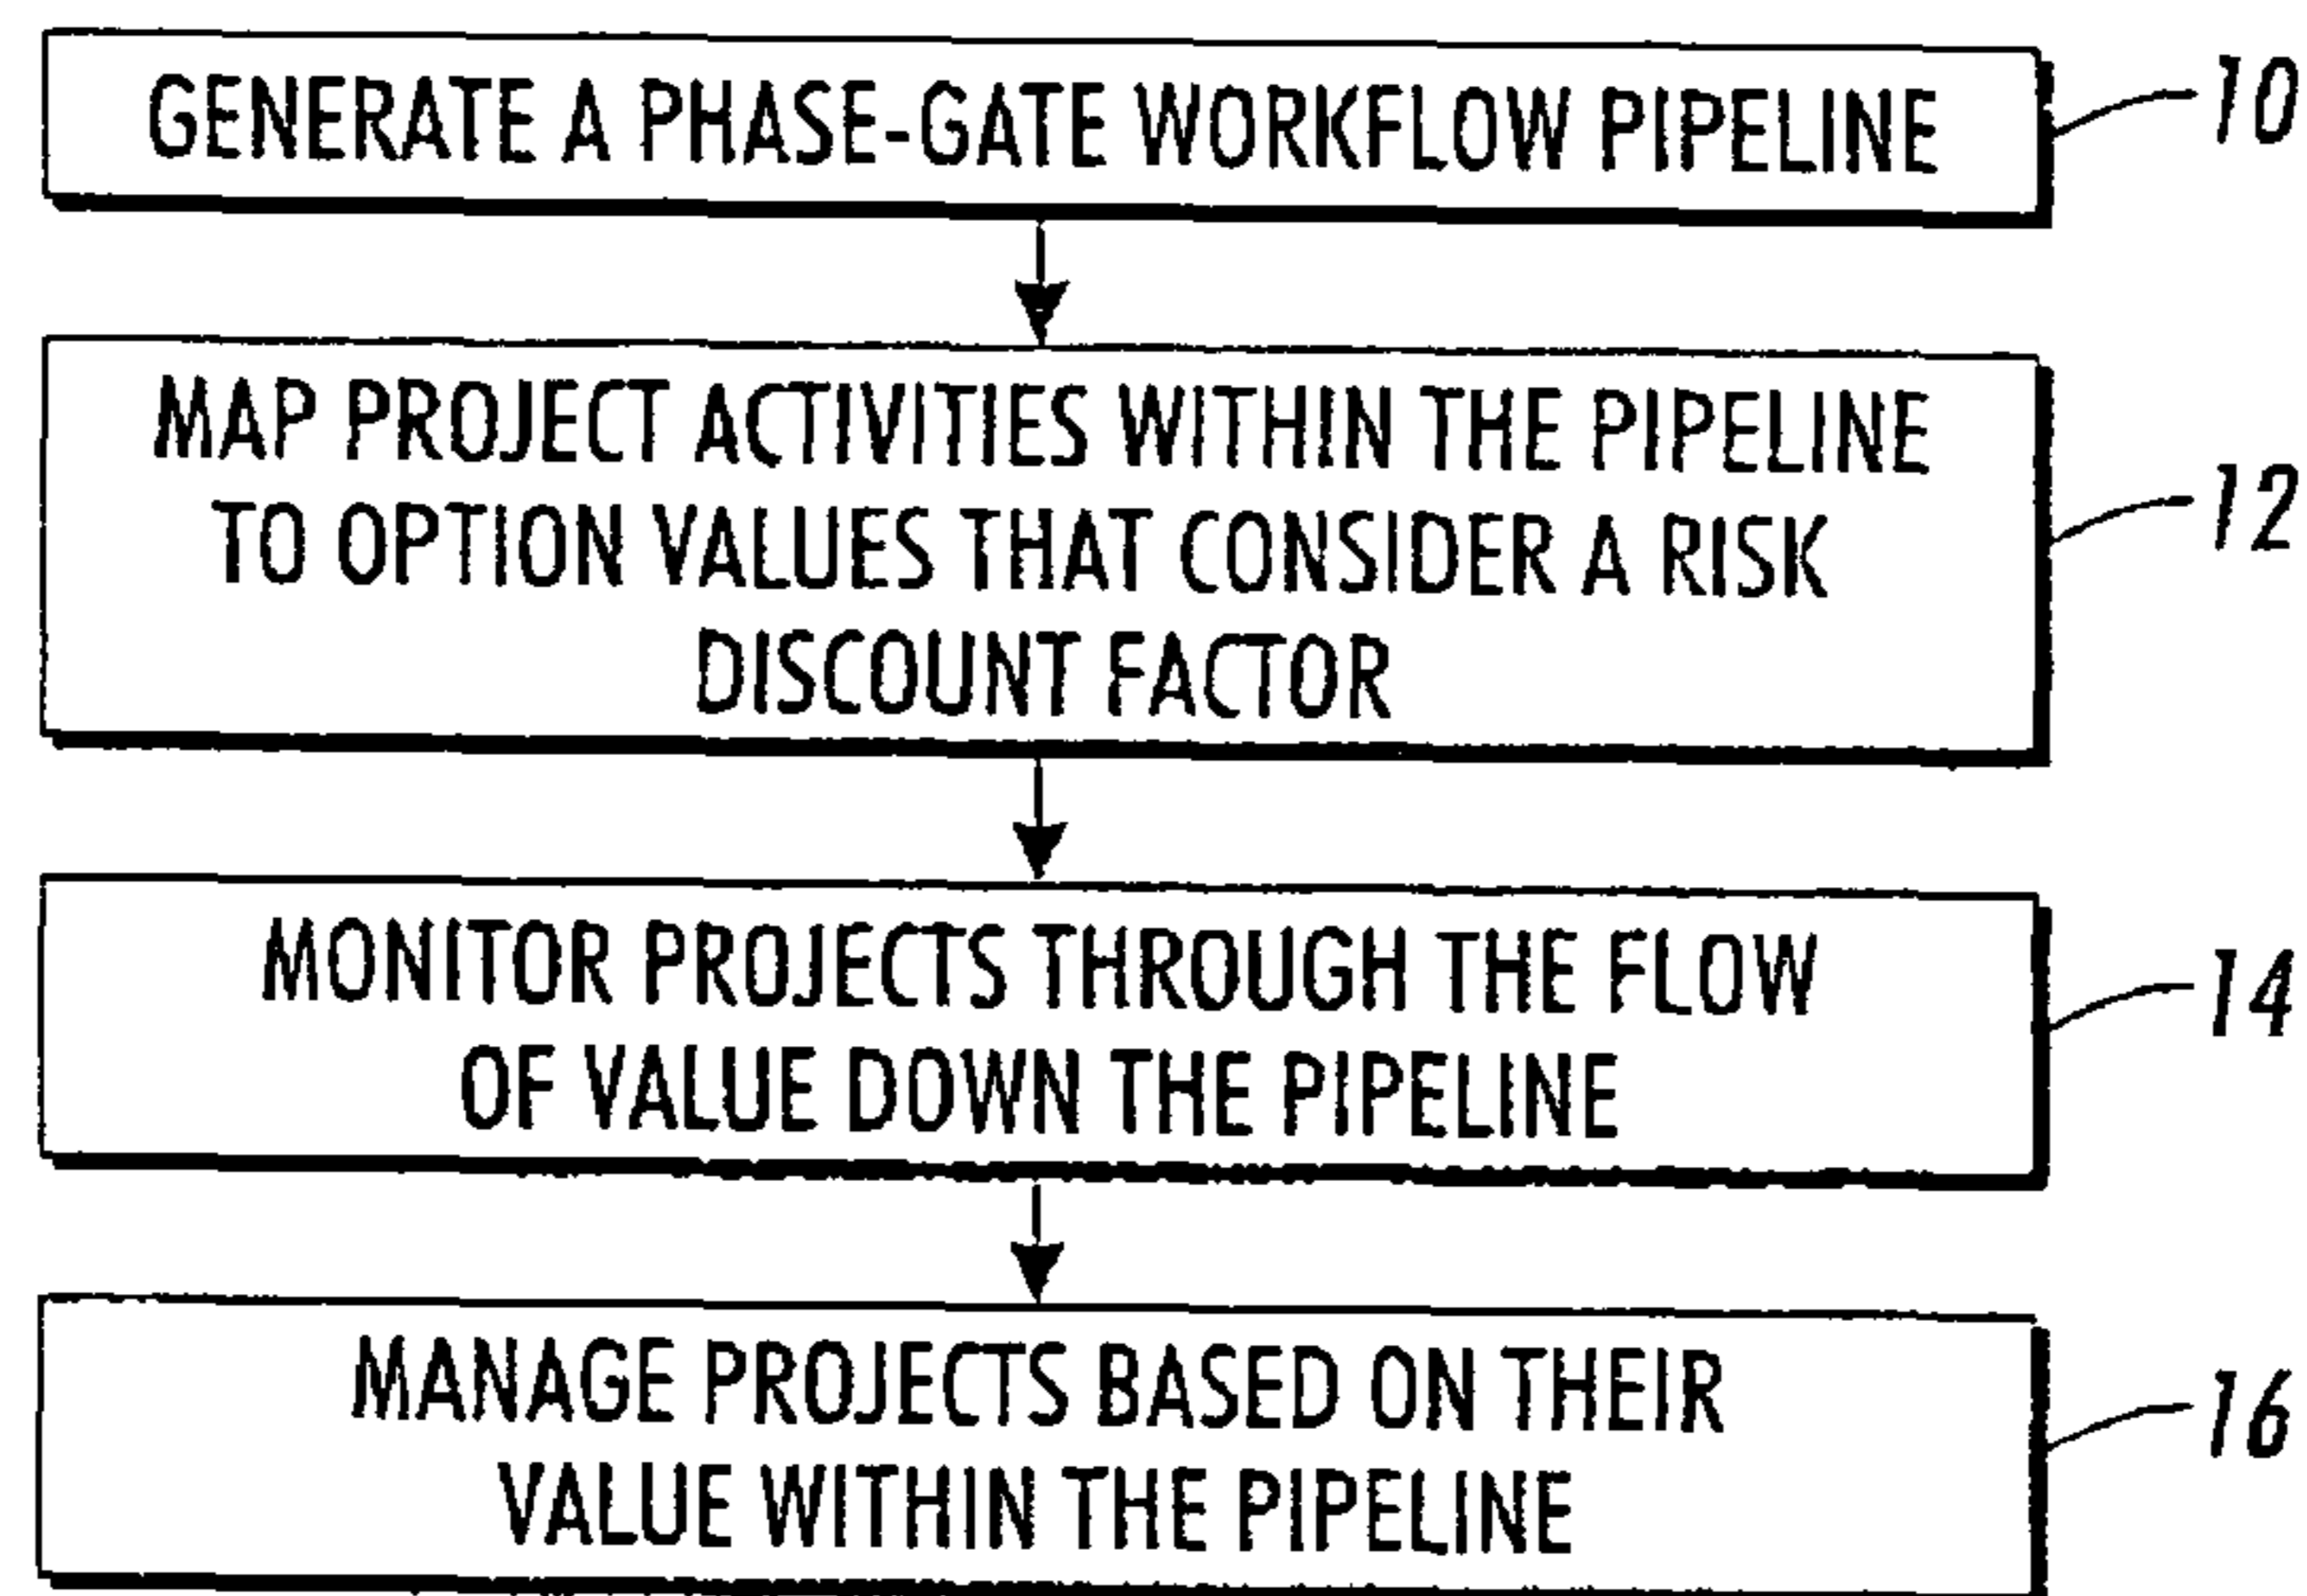 GENERATE A PHASE-GATE WORKFLOW PIPELINE
10
MAP PROJECT ACTIVITIES WITHIN THE PIPELINE
TO OPTION VALUES THAT CONSIDER A RISK
DISCOUNT FACTOR
12
MONITOR PROJECTS THROUGH THE FLOW
OF VALUE DOWN THE PIPELINE
14
MANAGE PROJECTS BASED ON THEIR
VALUE WITHIN THE PIPELINE
16